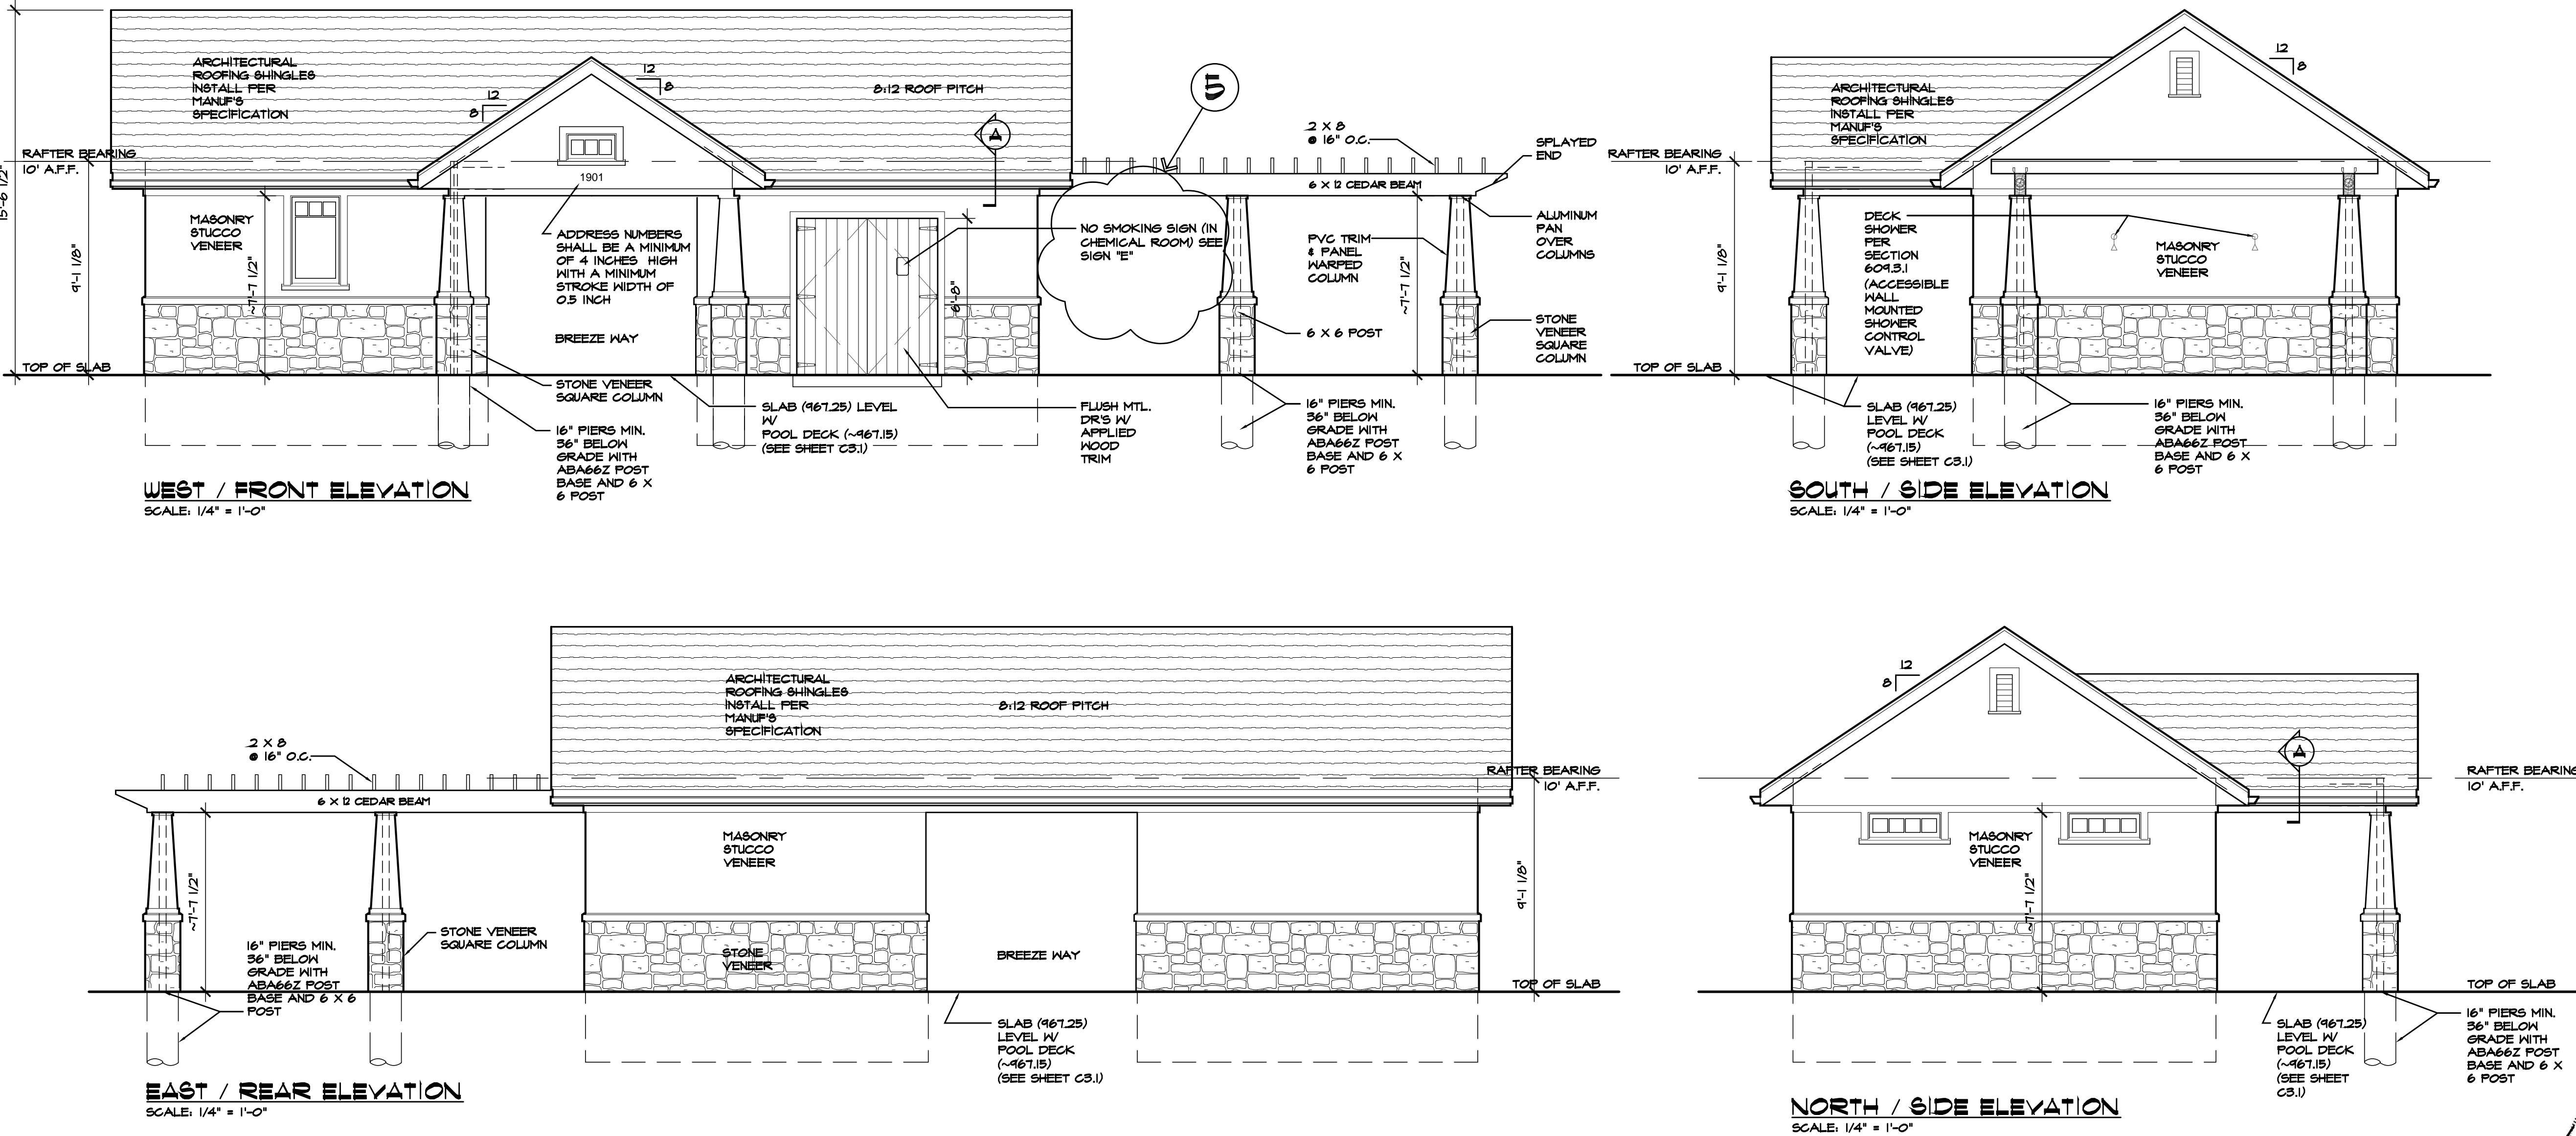 ARCHITECTURAL
ROOFING SHINGLES
INSTALL PER
MANUF'S
SPECIFICATION
12
8
12
8
8:12 ROOF PITCH
5
A
2 X 8
@ 16" O.C.
SPLAYED
END
RAFTER BEARING
10' A.F.F.
15'-6 1/2"
1901
6 X 12 CEDAR BEAM
MASONRY
STUCCO
VENEER
9'-1 1/8"
~7'-7 1/2"
ADDRESS NUMBERS
SHALL BE A MINIMUM
OF 4 INCHES HIGH
WITH A MINIMUM
STROKE WIDTH OF
0.5 INCH
BREEZE WAY
6'-8"
NO SMOKING SIGN (IN
CHEMICAL ROOM) SEE
SIGN "E"
PVC TRIM
& PANEL
WARPED
COLUMN
~7'-7 1/2"
ALUMINUM
PAN
OVER
COLUMNS
6 X 6 POST
STONE
VENEER
SQUARE
COLUMN
TOP OF SLAB
STONE VENEER
SQUARE COLUMN
16" PIERS MIN.
36" BELOW
GRADE WITH
ABA66Z POST
BASE AND 6 X
6 POST
SLAB (967.25) LEVEL
W/
POOL DECK (~967.15)
(SEE SHEET C3.1)
FLUSH MTL.
DR'S W/
APPLIED
WOOD
TRIM
16" PIERS MIN.
36" BELOW
GRADE WITH
ABA66Z POST
BASE AND 6 X
6 POST
WEST / FRONT ELEVATION
SCALE: 1/4" = 1'-0"
ARCHITECTURAL
ROOFING SHINGLES
INSTALL PER
MANUF'S
SPECIFICATION
12
8
RAFTER BEARING
10' A.F.F.
9'-1 1/8"
DECK
SHOWER
PER
SECTION
609.3.1
(ACCESSIBLE
WALL
MOUNTED
SHOWER
CONTROL
VALVE)
MASONRY
STUCCO
VENEER
TOP OF SLAB
SLAB (967.25)
LEVEL W/
POOL DECK
(~967.15)
(SEE SHEET C3.1)
16" PIERS MIN.
36" BELOW
GRADE WITH
ABA66Z POST
BASE AND 6 X
6 POST
SOUTH / SIDE ELEVATION
SCALE: 1/4" = 1'-0"
ARCHITECTURAL
ROOFING SHINGLES
INSTALL PER
MANUF'S
SPECIFICATION
8:12 ROOF PITCH
2 X 8
@ 16" O.C.
RAFTER BEARING
10' A.F.F.
6 X 12 CEDAR BEAM
MASONRY
STUCCO
VENEER
~7'-7 1/2"
9'-1 1/8"
STONE VENEER
SQUARE COLUMN
16" PIERS MIN.
36" BELOW
GRADE WITH
ABA66Z POST
BASE AND 6 X 6
POST
STONE
VENEER
BREEZE WAY
TOP OF SLAB
SLAB (967.25)
LEVEL W/
POOL DECK
(~967.15)
(SEE SHEET C3.1)
EAST / REAR ELEVATION
SCALE: 1/4" = 1'-0"
12
8
A
RAFTER BEARING
10' A.F.F.
MASONRY
STUCCO
VENEER
~7'-7 1/2"
TOP OF SLAB
SLAB (967.25)
LEVEL W/
POOL DECK
(~967.15)
(SEE SHEET
C3.1)
16" PIERS MIN.
36" BELOW
GRADE WITH
ABA66Z POST
BASE AND 6 X
6 POST
NORTH / SIDE ELEVATION
SCALE: 1/4" = 1'-0"